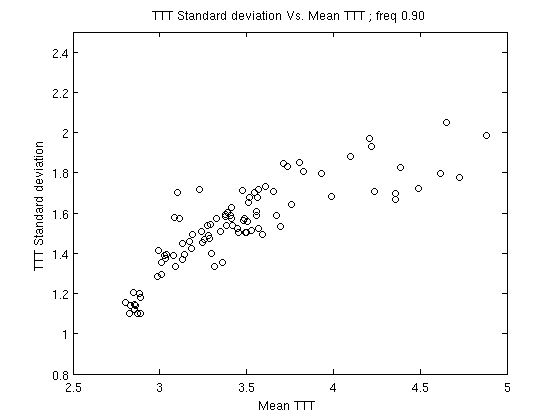 TTT Standard deviation Vs. Mean TTT ; freq 0.90
2.4
2.2
2
1.8
1.6
1.4
1.2
1
0.8
TTT Standard deviation
2.5 3 3.5 4 4.5 5
Mean TTT